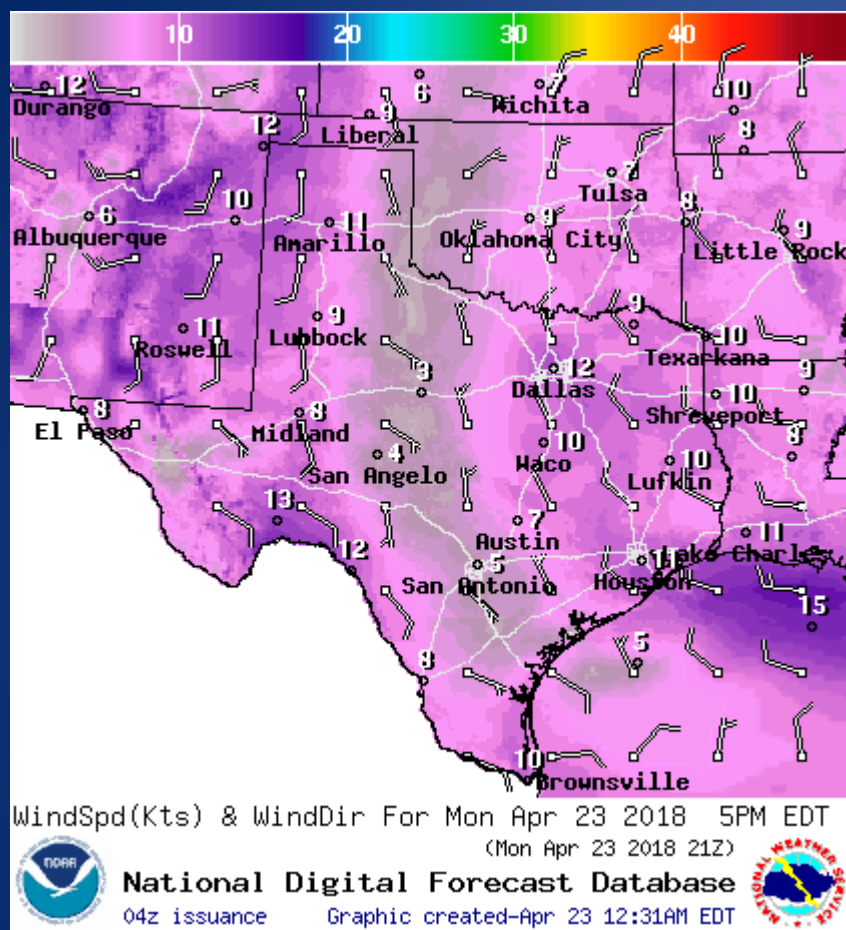 10 20 30 40
12 6 7 10
Durango Wichita
9
Liberal
12 8
7
Tulsa
6 10 11 9 8 9
Albuquerque Amarillo Oklahoma City Little Rock
11 9 9 10
Roswell Lubbock Texarkana
12
Dallas
3 10 9
8 8 Shreveport
El Paso Midland
10 8
4 Waco 10
San Angelo Lufkin
13 7 11
Austin Lake Charles
12 5 11
San Antonio Houston
15
8 5
10
Brownsville
WindSpd(Kts) & WindDir For Mon Apr 23 2018 5PM EDT
(Mon Apr 23 2018 21Z)
NOAA
National Digital Forecast Database
04z issuance Graphic created-Apr 23 12:31AM EDT
NATIONAL WEATHER SERVICE